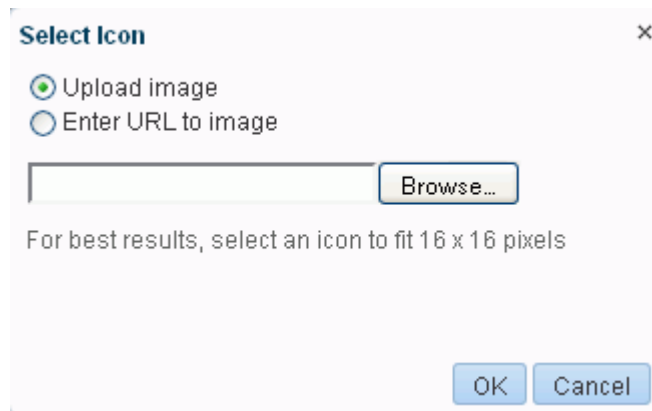 Select Icon
Upload image
Enter URL to image
Browse...
For best results, select an icon to fit 16 x 16 pixels
OK Cancel